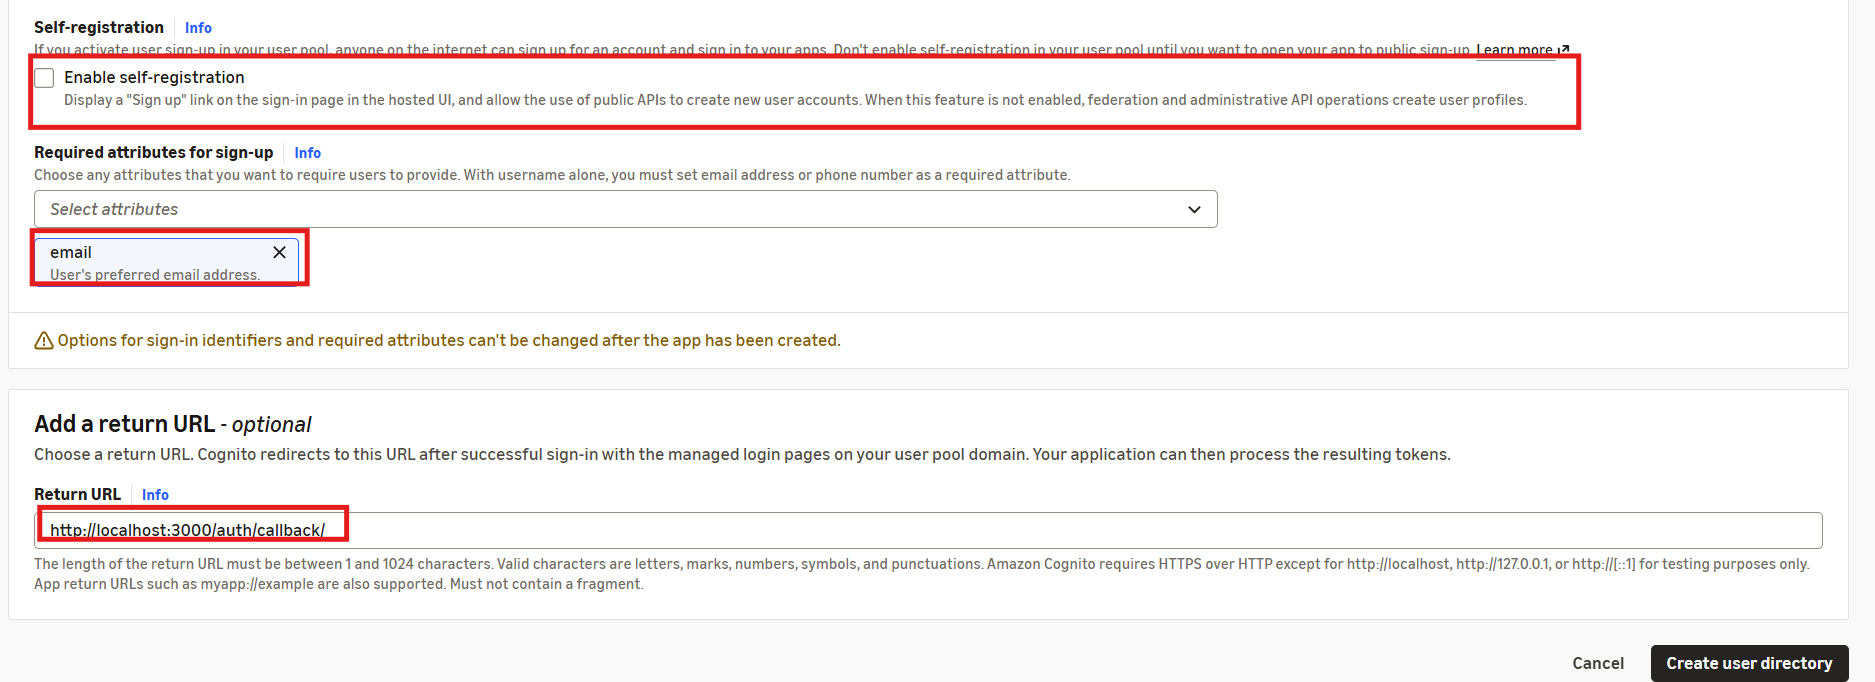 Self-registration Info
If you activate user sign-up in your user pool, anyone on the internet can sign up for an account and sign in to your apps. Don't enable self-registration in your user pool until you want to open your app to public sign-up. Learn more
Enable self-registration
Display a "Sign up" link on the sign-in page in the hosted UI, and allow the use of public APIs to create new user accounts. When this feature is not enabled, federation and administrative API operations create user profiles.
Required attributes for sign-up Info
Choose any attributes that you want to require users to provide. With username alone, you must set email address or phone number as a required attribute.
Select attributes
email
User's preferred email address.
Options for sign-in identifiers and required attributes can't be changed after the app has been created.
Add a return URL - optional
Choose a return URL. Cognito redirects to this URL after successful sign-in with the managed login pages on your user pool domain. Your application can then process the resulting tokens.
Return URL Info
http://localhost:3000/auth/callback/
The length of the return URL must be between 1 and 1024 characters. Valid characters are letters, marks, numbers, symbols, and punctuations. Amazon Cognito requires HTTPS over HTTP except for http://localhost, http://127.0.0.1, or http://[::1] for testing purposes only.
App return URLs such as myapp://example are also supported. Must not contain a fragment.
Cancel Create user directory